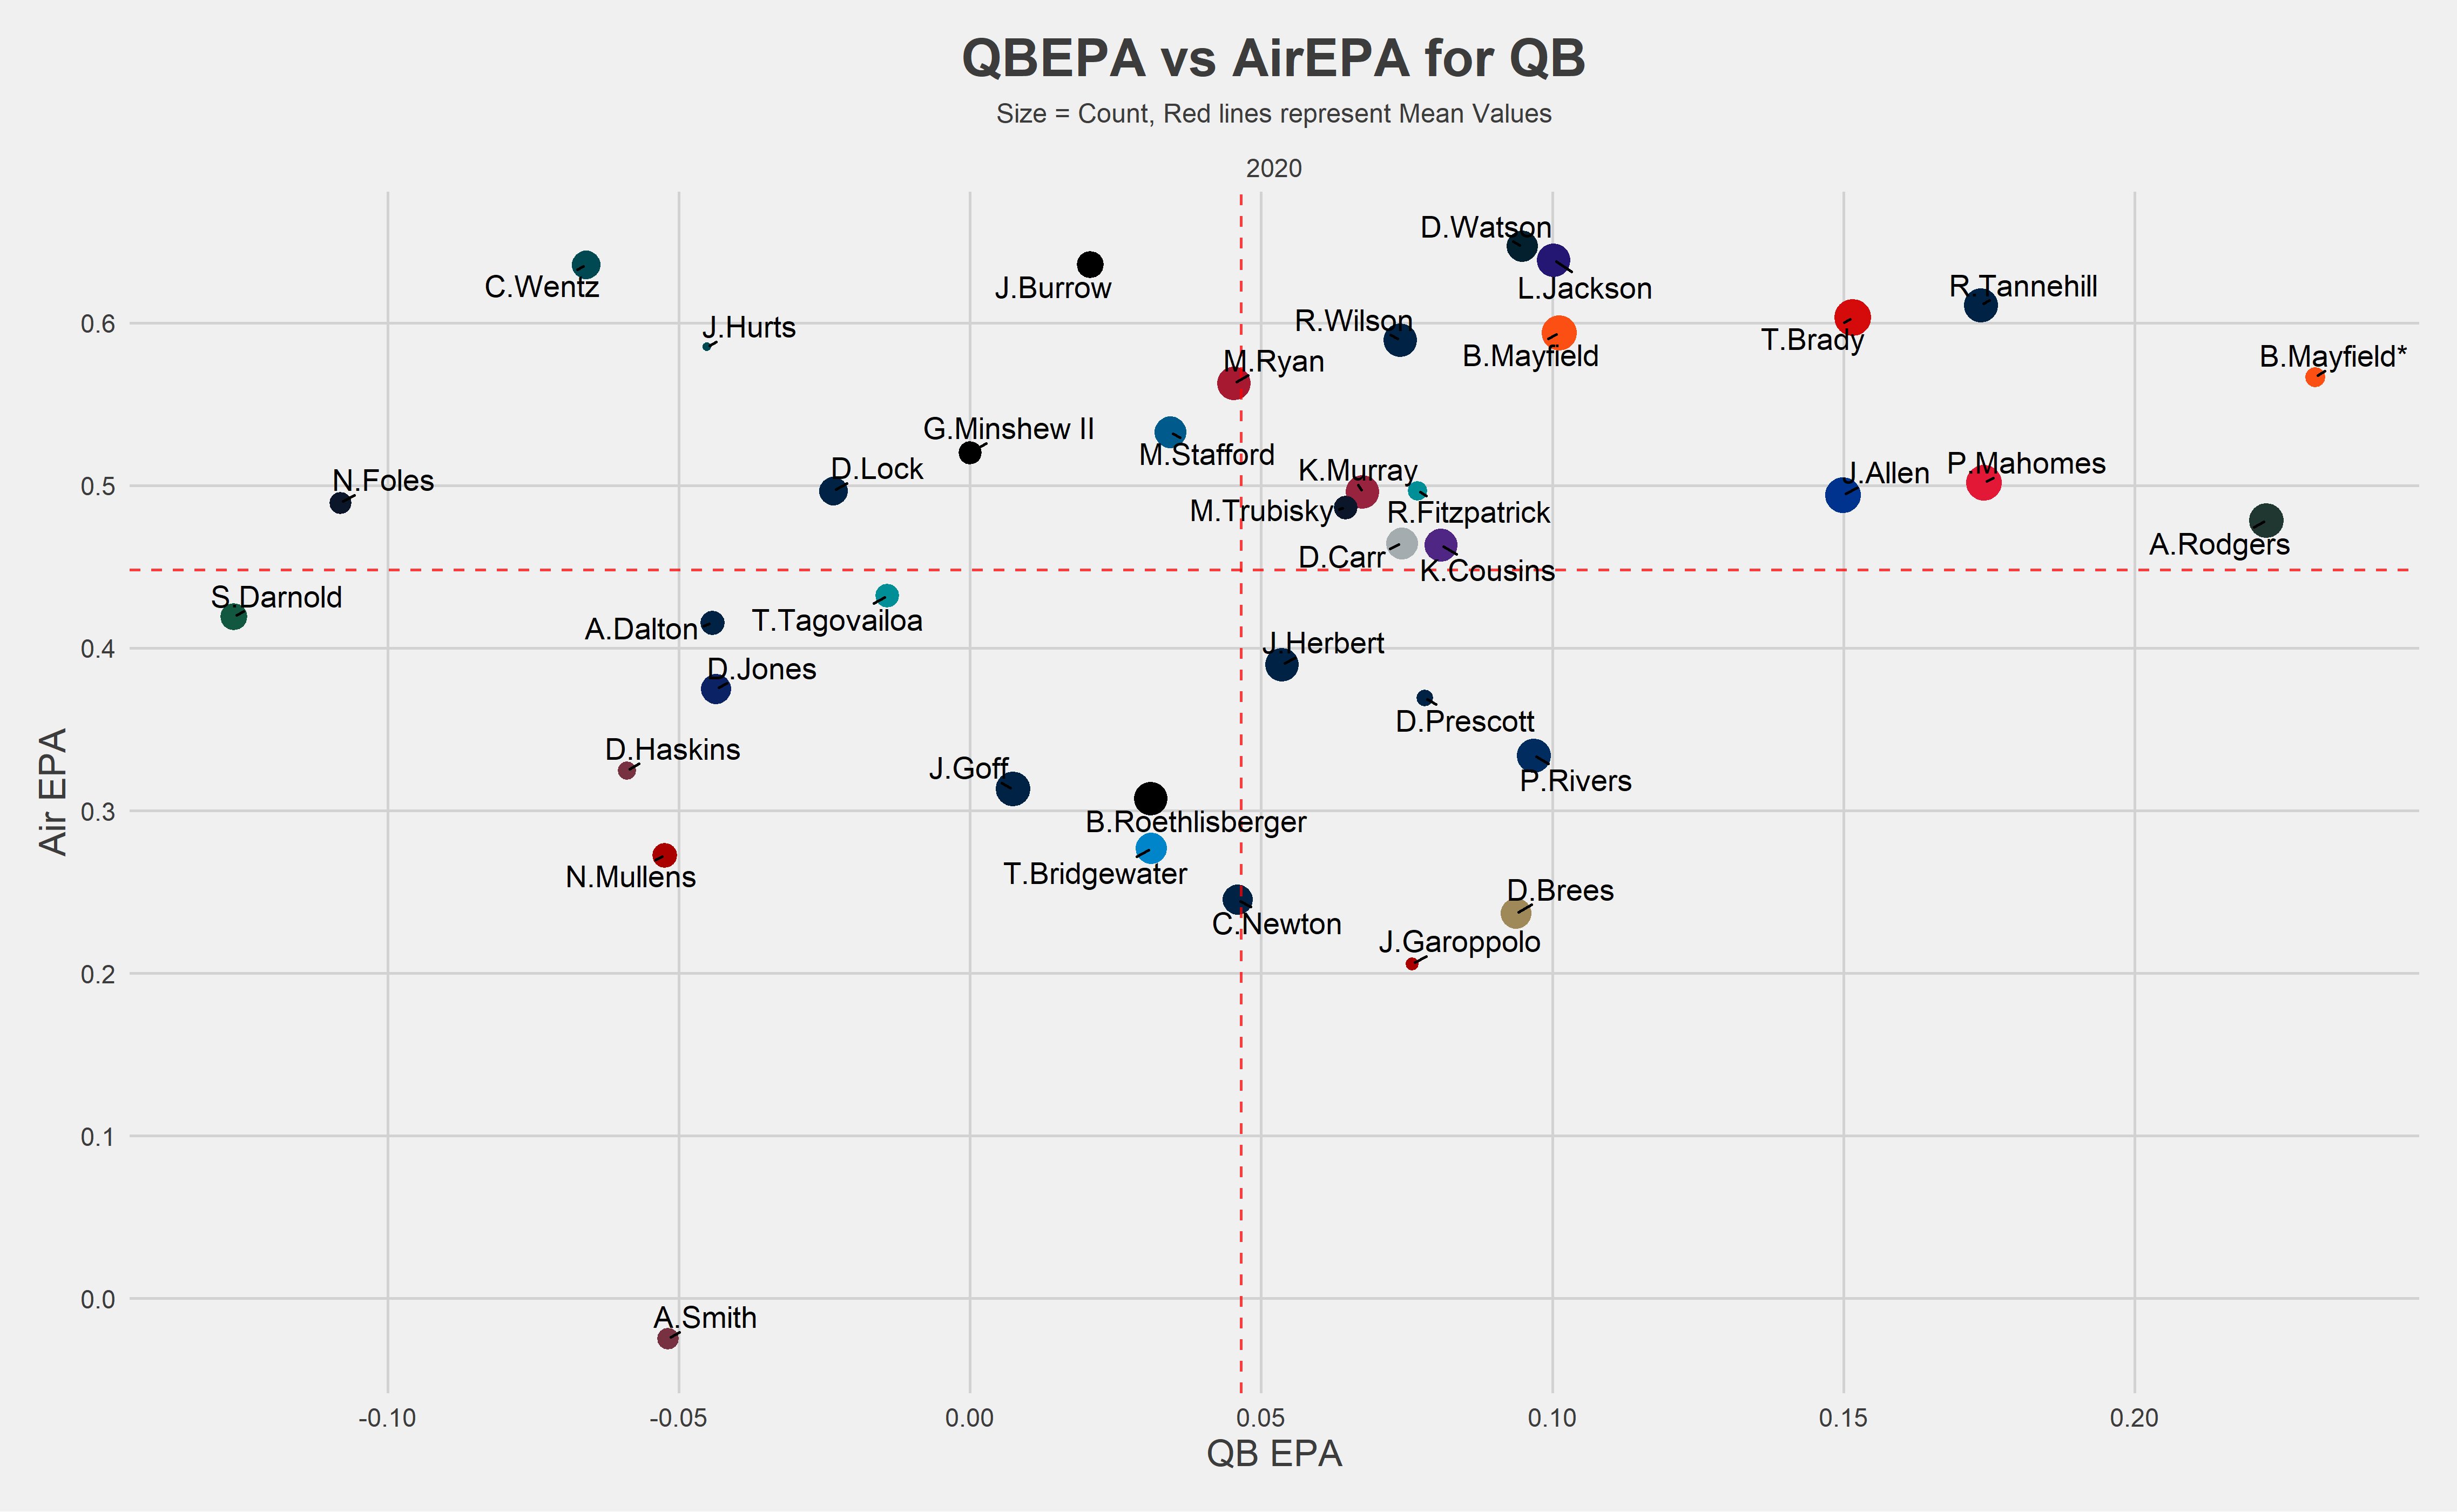 QBEPA vs AirEPA for QB
Size = Count, Red lines represent Mean Values
2020
D.Watson
C.Wentz
J.Burrow
L.Jackson
R.Tannehill
J.Hurts
R.Wilson
T.Brady
B.Mayfield
B.Mayfield*
M.Ryan
G.Minshew II
M.Stafford
D.Lock
N.Foles
K.Murray
J.Allen
P.Mahomes
M.Trubisky
R.Fitzpatrick
D.Carr
K.Cousins
A.Rodgers
S.Darnold
A.Dalton
T.Tagovailoa
J.Herbert
D.Jones
D.Prescott
D.Haskins
J.Goff
P.Rivers
B.Roethlisberger
N.Mullens
T.Bridgewater
D.Brees
C.Newton
J.Garoppolo
A.Smith
Air EPA
0.6
0.5
0.4
0.3
0.2
0.1
0.0
-0.10 -0.05 0.00 0.05 0.10 0.15 0.20
QB EPA